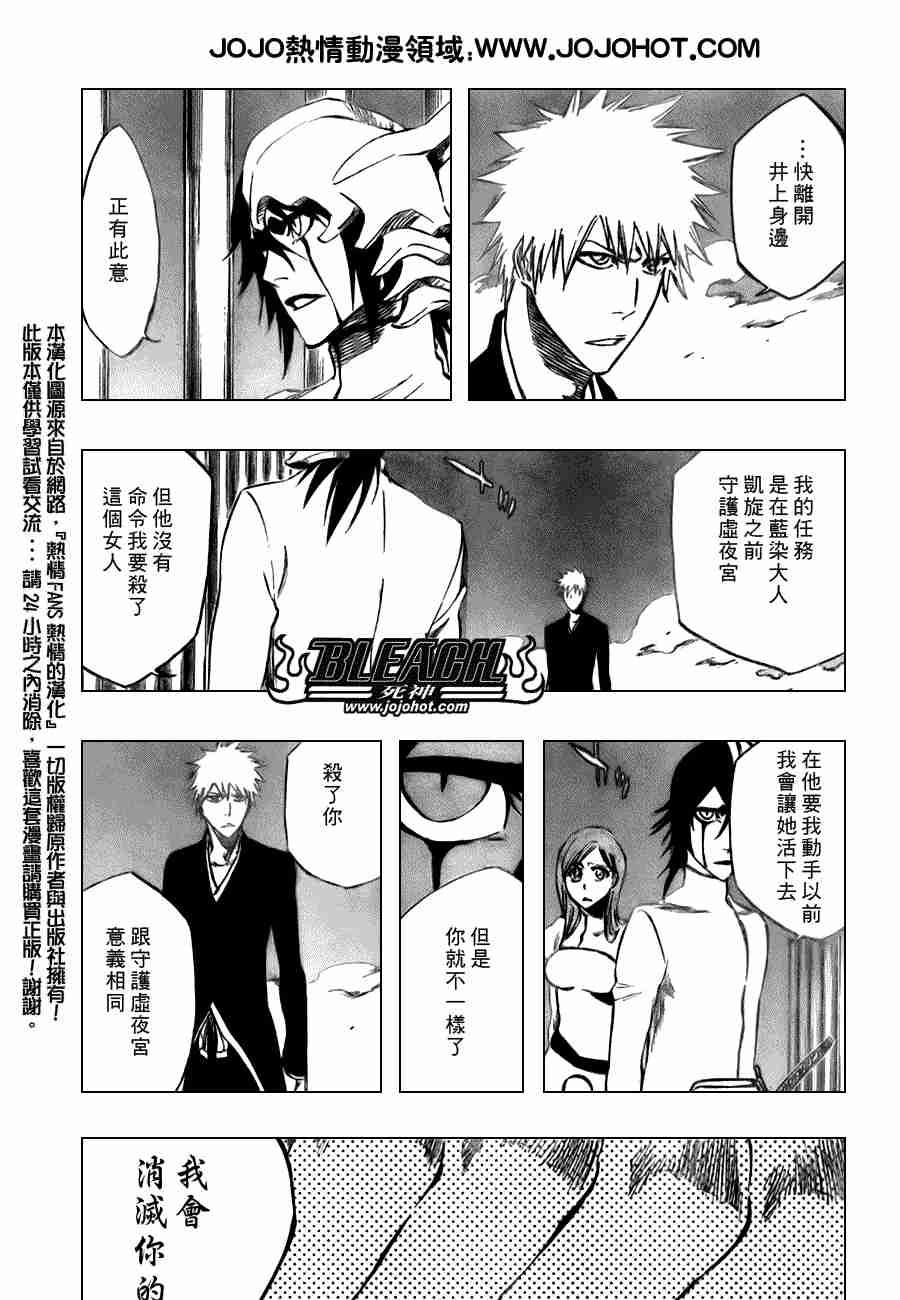 JOJO熱情動漫領域:WWW.JOJOHOT.COM
…快離開
井上身邊
正有此意
我的任務
是在藍染大人
凱旋之前
守護虛夜宮
但他沒有
命令我要殺了
這個女人
BLEACH
死神
www.jojohot.com
在他要我動手以前
我會讓她活下去
但是
你就不一樣了
殺了你
跟守護虛夜宮
意義相同
我會
消滅你的
本漢化圖源來自於網路，『熱情FANS熱情的漢化』一切版權歸原作者與出版社擁有！
此版本僅供學習試看交流…請24小時之內消除，喜歡這套漫畫請購買正版！謝謝。